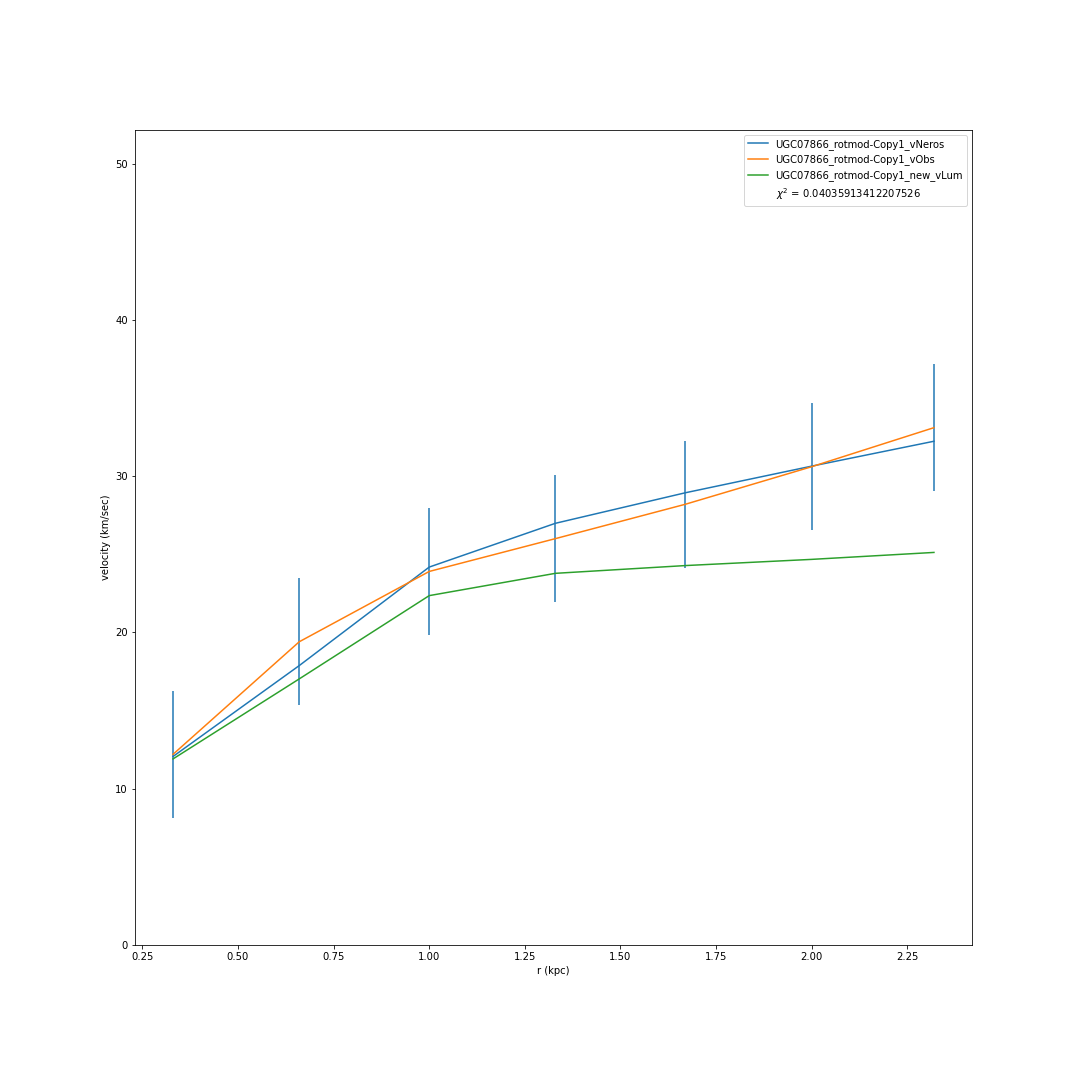 UGC07866_rotmod-Copy1_vNeros
UGC07866_rotmod-Copy1_vObs
UGC07866_rotmod-Copy1_new_vLum
χ² = 0.04035913412207526
50
40
30
20
10
0
velocity (km/sec)
0.25 0.50 0.75 1.00 1.25 1.50 1.75 2.00 2.25
r (kpc)